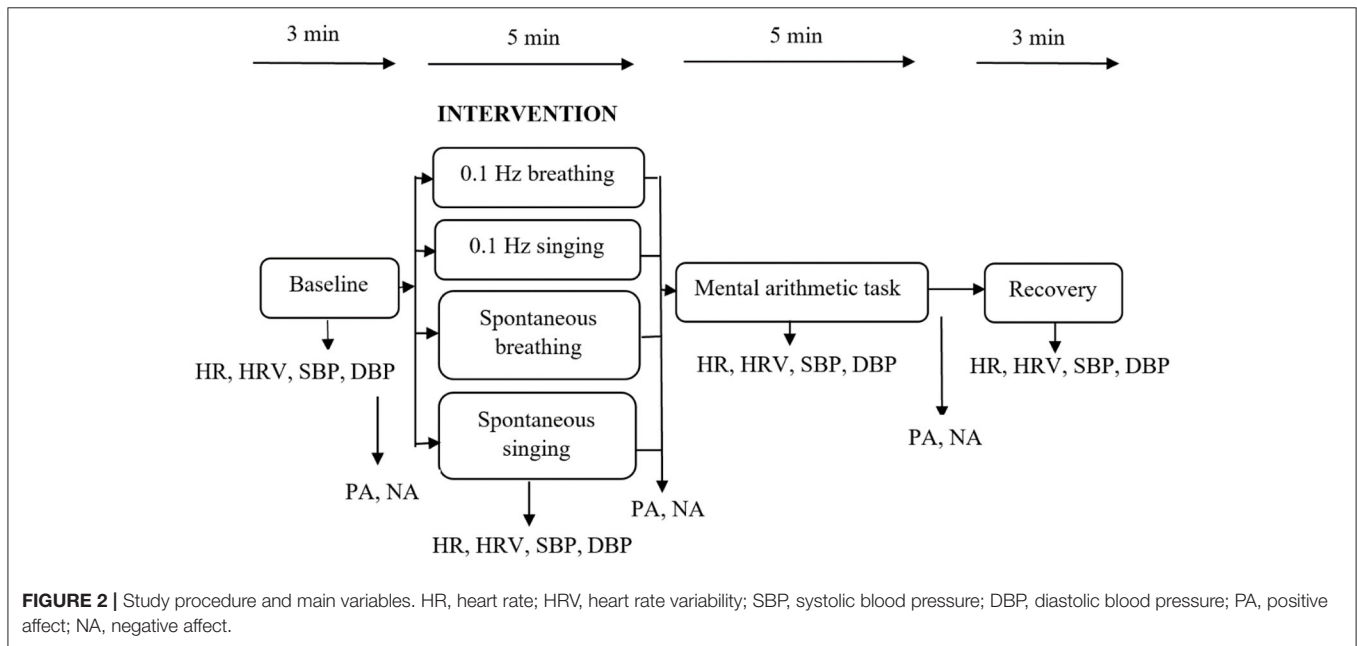 3 min
5 min
5 min
3 min
INTERVENTION
0.1 Hz breathing
0.1 Hz singing
Baseline
Spontaneous
breathing
Spontaneous
singing
Mental arithmetic task
Recovery
HR, HRV, SBP, DBP
PA, NA
HR, HRV, SBP, DBP
PA, NA
HR, HRV, SBP, DBP
PA, NA
HR, HRV, SBP, DBP
FIGURE 2 | Study procedure and main variables. HR, heart rate; HRV, heart rate variability; SBP, systolic blood pressure; DBP, diastolic blood pressure; PA, positive
affect; NA, negative affect.